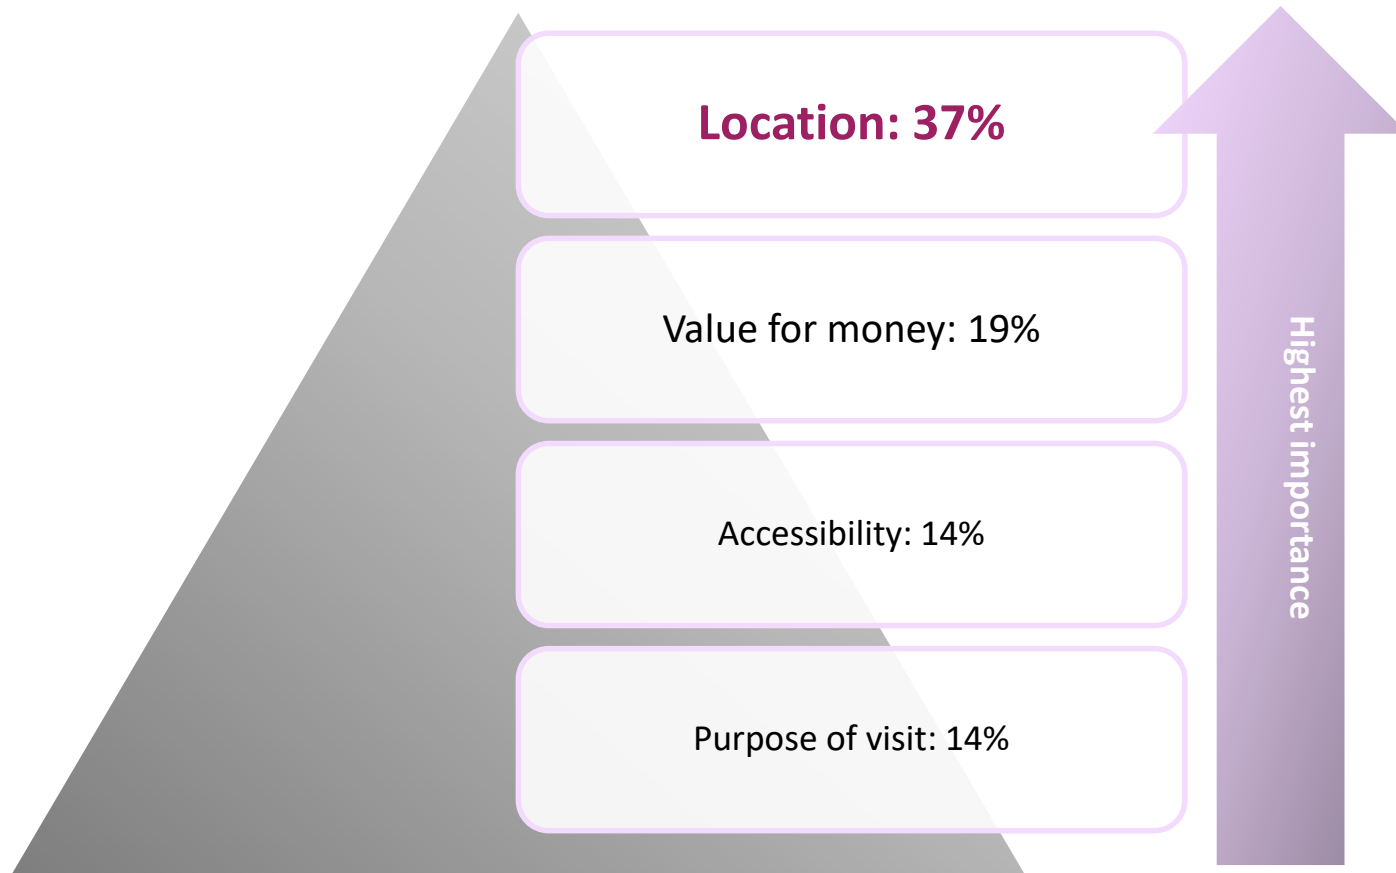 Location: 37%
Value for money: 19%
Accessibility: 14%
Purpose of visit: 14%
Highest importance